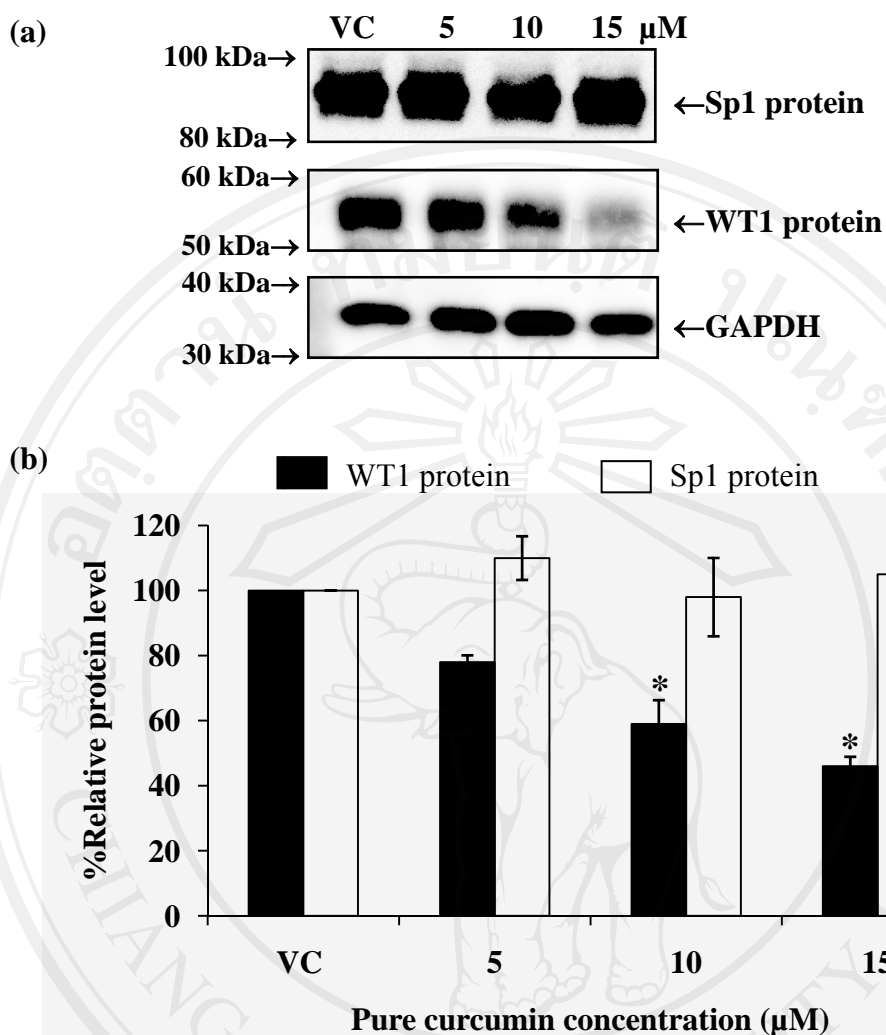 (a)
VC 5 10 15 µM
100 kDa→
←Sp1 protein
80 kDa→
60 kDa→
←WT1 protein
50 kDa→
40 kDa→
←GAPDH
30 kDa→
(b)
WT1 protein Sp1 protein
%Relative protein level
120
100
80
60
40
20
0
*
*
VC 5 10 15
Pure curcumin concentration (µM)
CHIANG